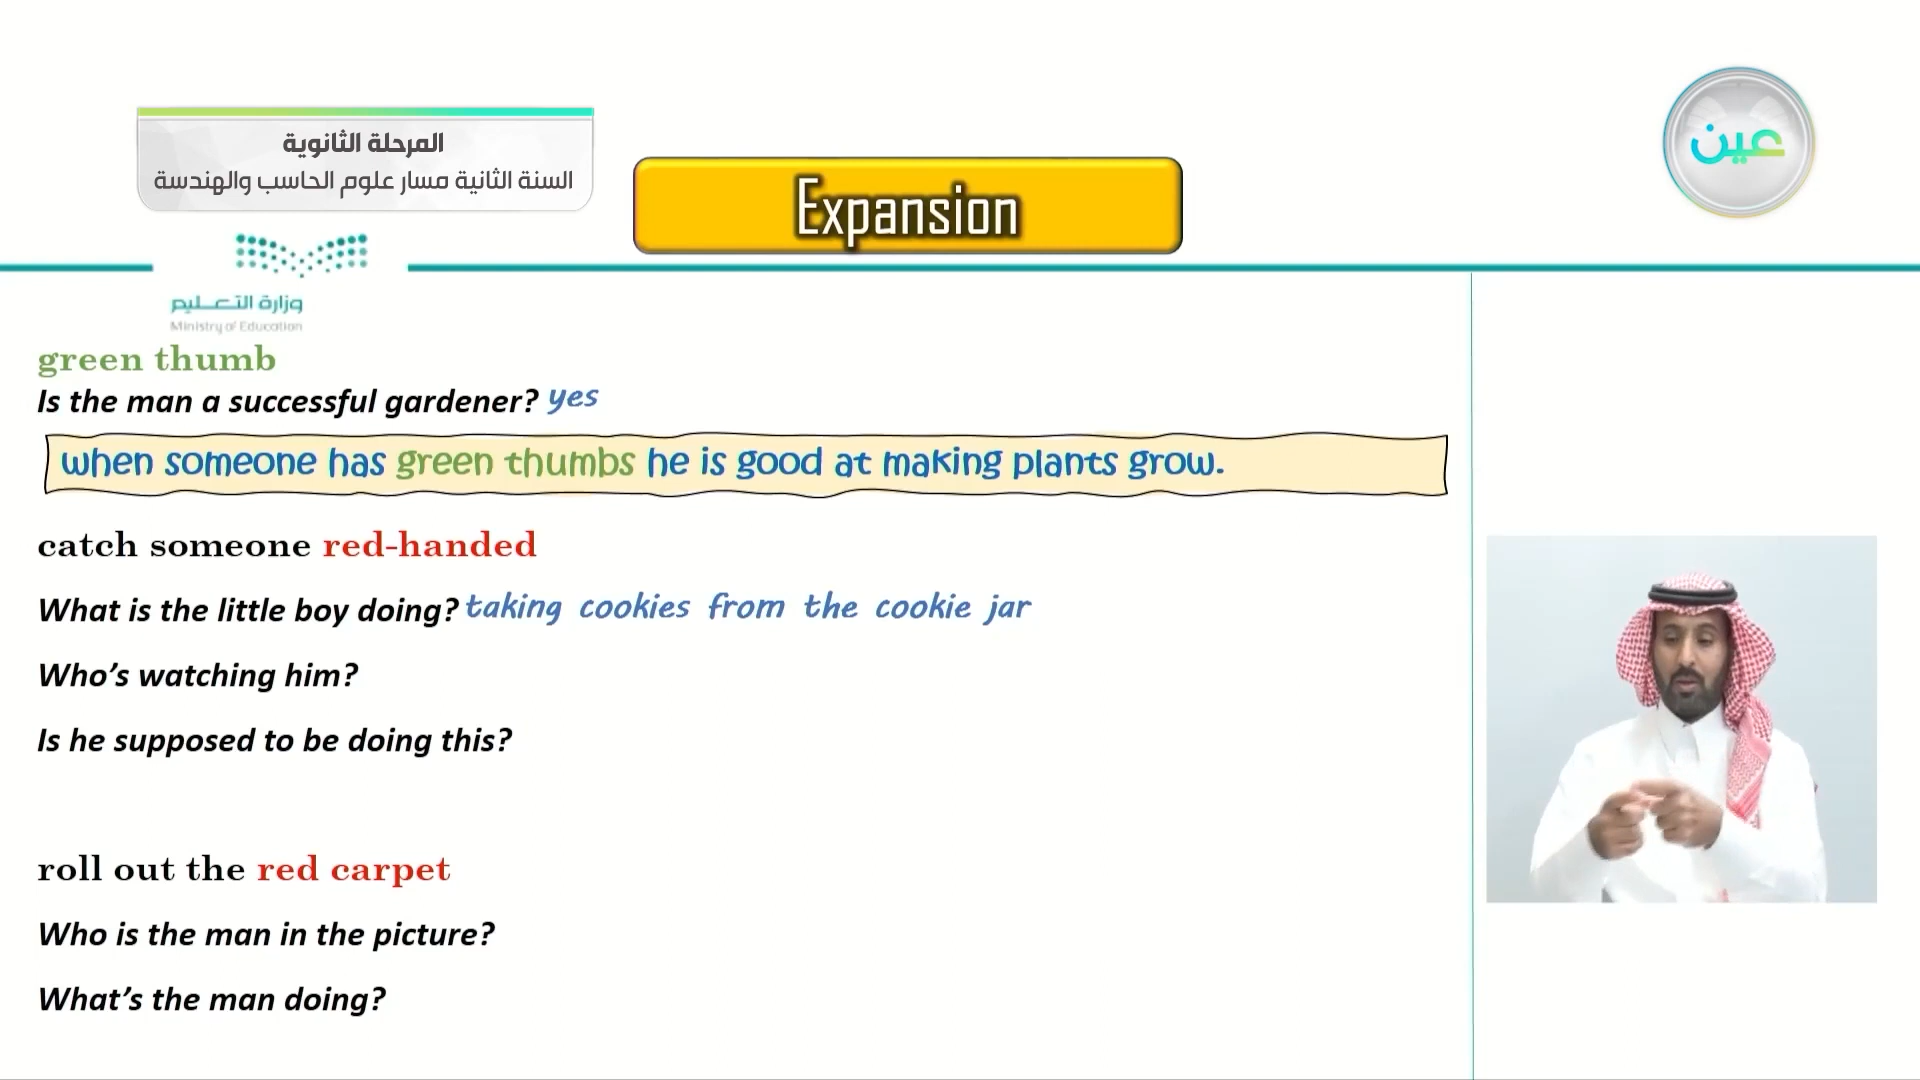 المرحلة الثانوية
السنة الثانية مسار علوم الحاسب والهندسة
عين
Expansion
وزارة التعليم
Ministry of Education
green thumb
Is the man a successful gardener? yes
when someone has green thumbs he is good at making plants grow.
catch someone red-handed
What is the little boy doing? taking cookies from the cookie jar
Who's watching him?
Is he supposed to be doing this?
roll out the red carpet
Who is the man in the picture?
What's the man doing?